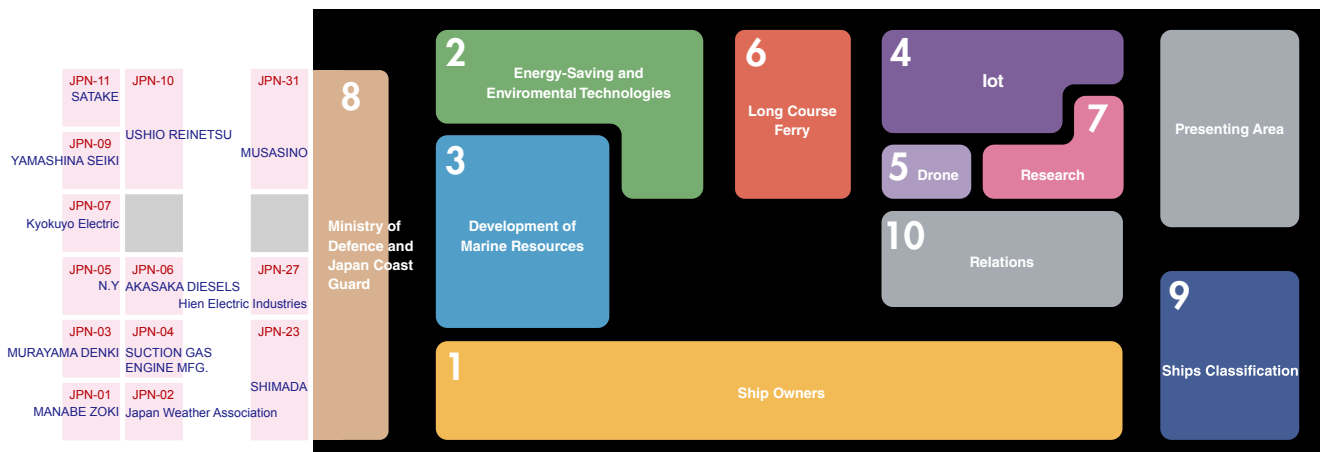 JPN-11
SATAKE
JPN-10
USHIO REINETSU
JPN-31
MUSASINO
JPN-09
YAMASHINA SEIKI
JPN-07
Kyokuyo Electric
JPN-05
N.Y
JPN-06
AKASAKA DIESELS
JPN-27
Hien Electric Industries
JPN-03
MURAYAMA DENKI
JPN-04
SUCTION GAS
ENGINE MFG.
JPN-23
SHIMADA
JPN-01
MANABE ZOKI
JPN-02
Japan Weather Association
8
Ministry of
Defence and
Japan Coast
Guard
2
Energy-Saving and
Enviromental Technologies
3
Development of
Marine Resources
6
Long Course
Ferry
4
Iot
7
Research
5 Drone
10
Relations
1
Ship Owners
Presenting Area
9
Ships Classification